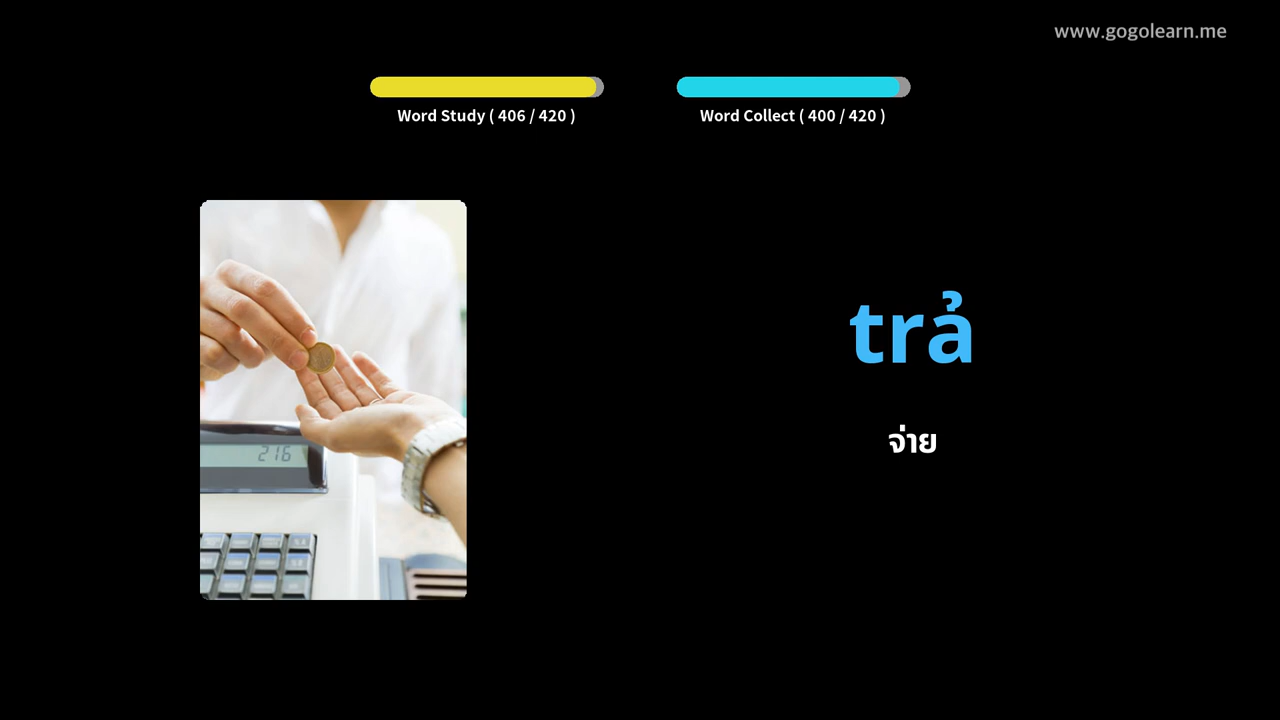 www.gogolearn.me
Word Study ( 406 / 420 )
Word Collect ( 400 / 420 )
trả
จ่าย
216